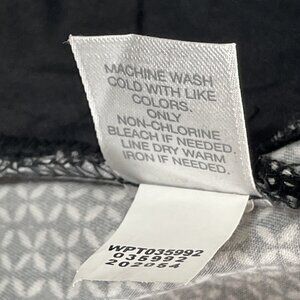 MACHINE WASH
COLD WITH LIKE
COLORS.
ONLY
NON-CHLORINE
BLEACH IF NEEDED.
LINE DRY WARM
IRON IF NEEDED.
WPT035992
035992
202054